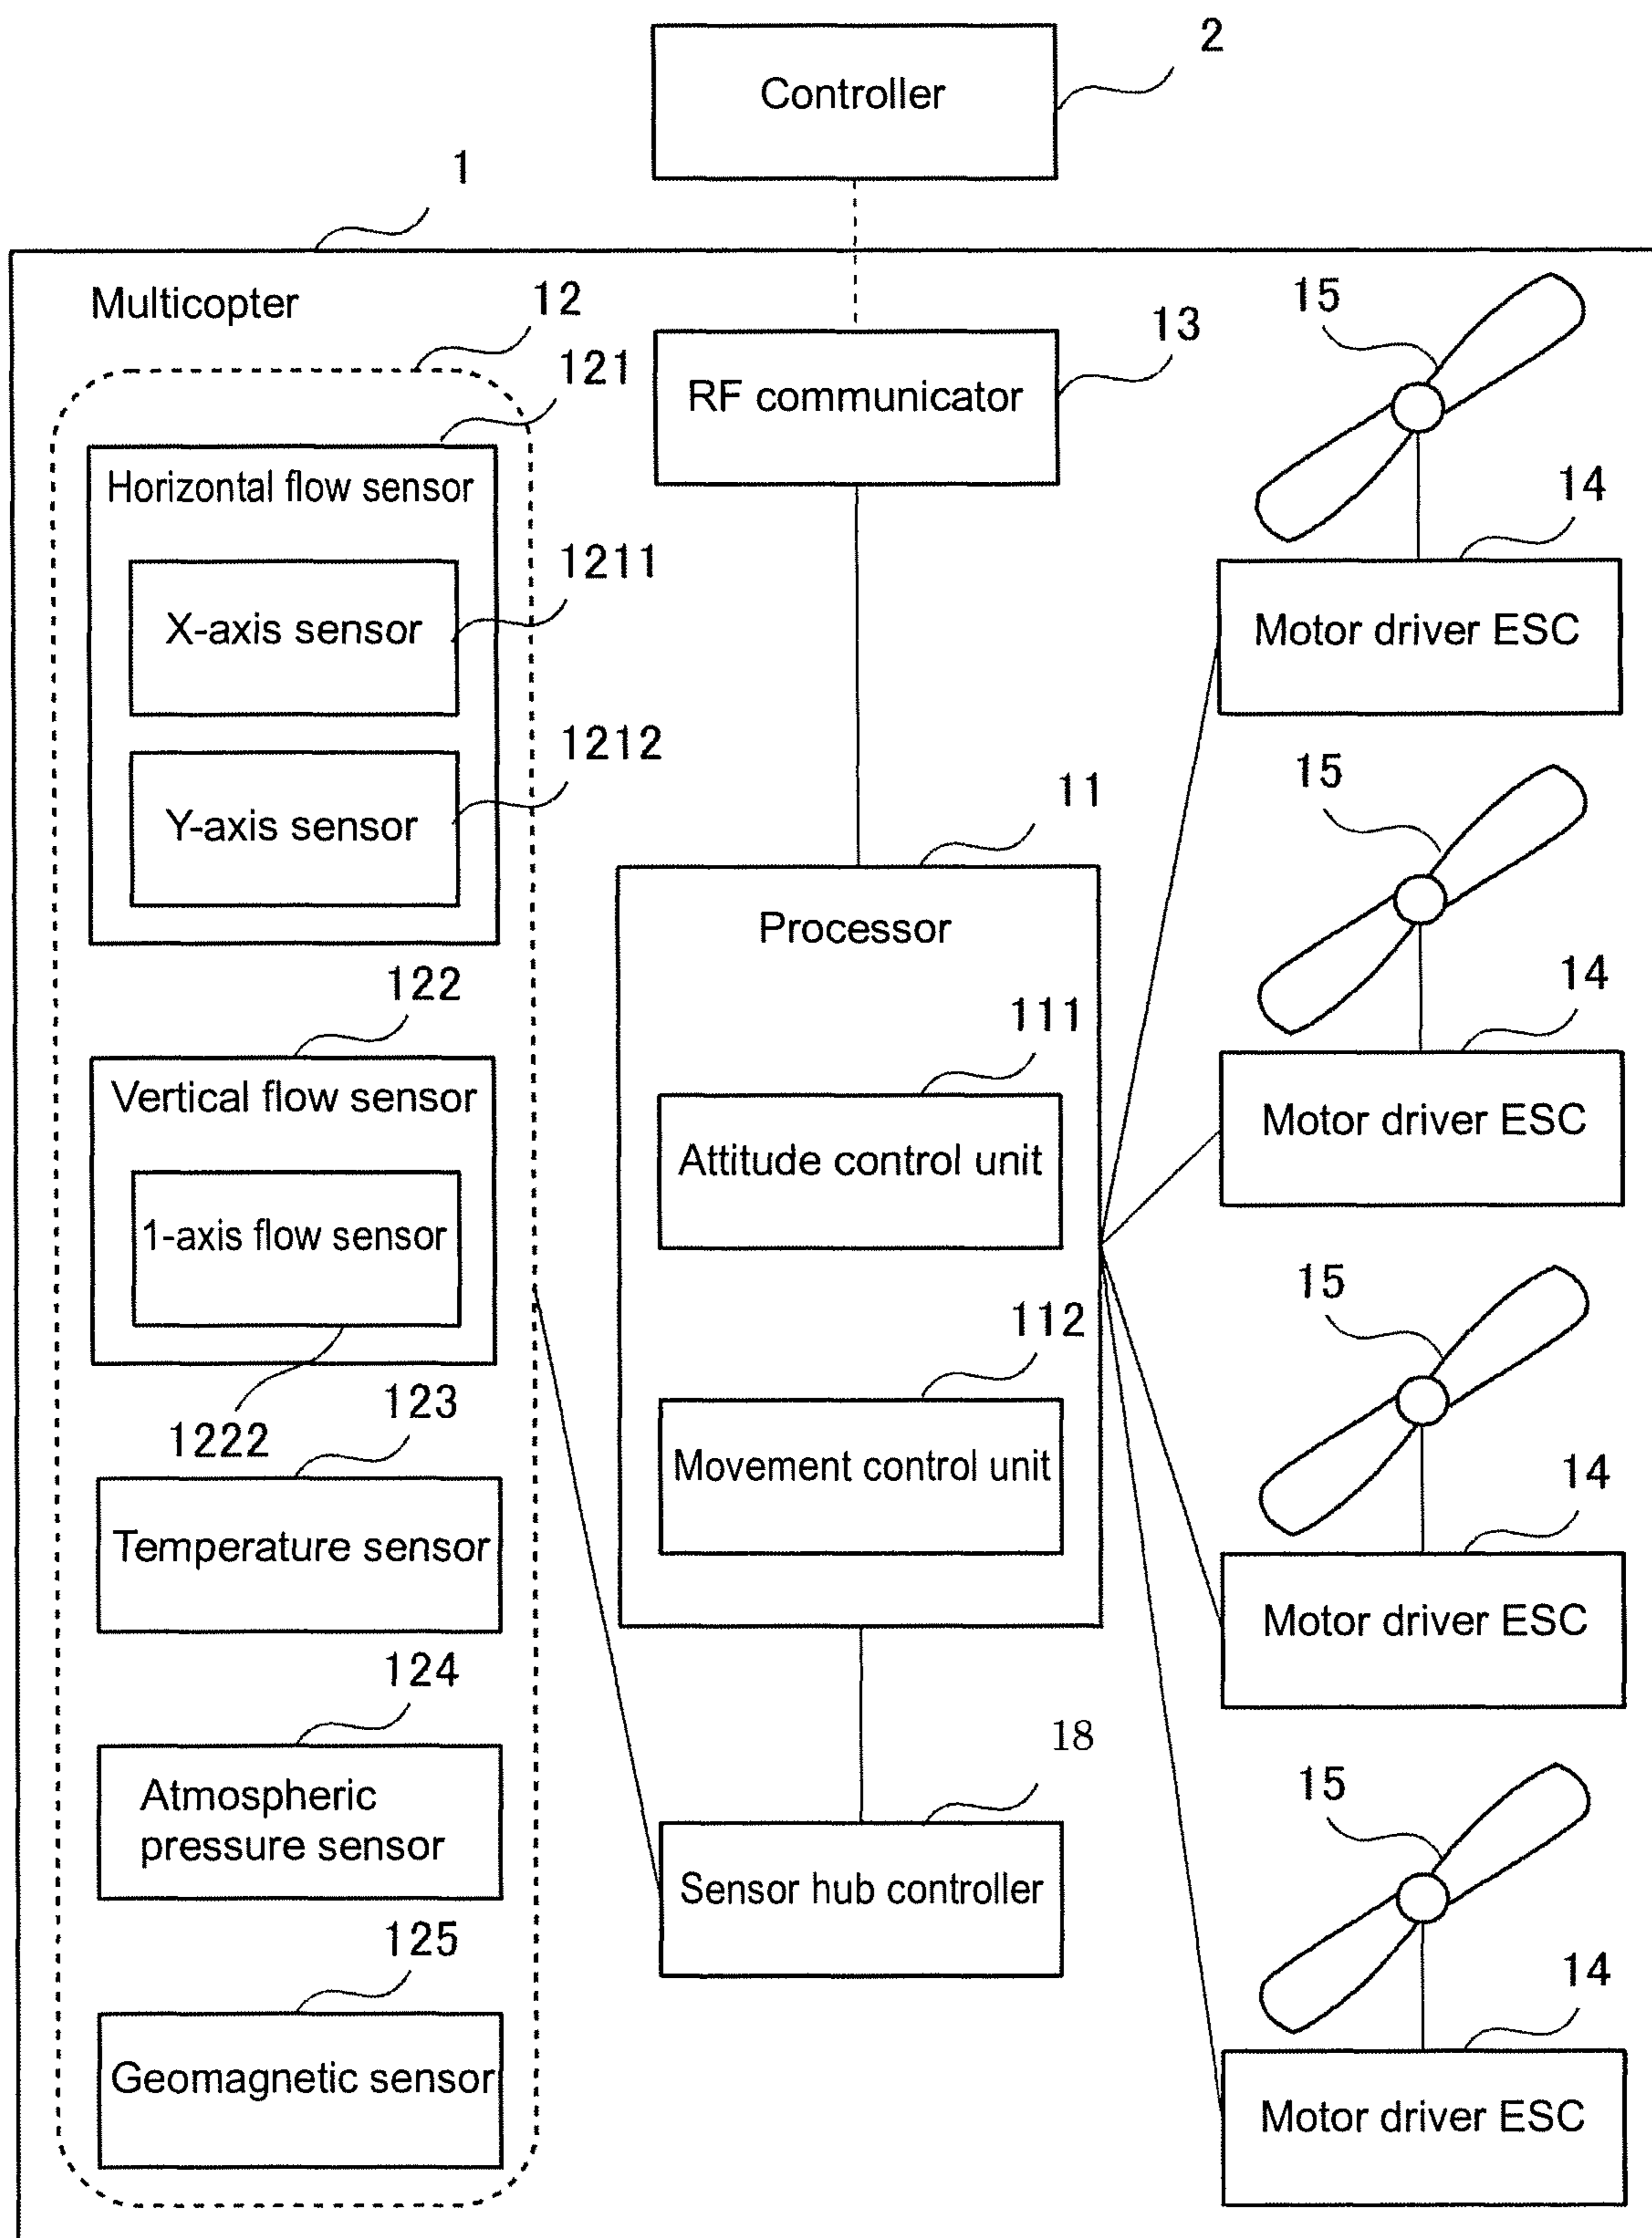 2
Controller
1
Multicopter
12
121
Horizontal flow sensor
1211
X-axis sensor
1212
Y-axis sensor
122
Vertical flow sensor
1-axis flow sensor
1222
123
Temperature sensor
124
Atmospheric
pressure sensor
125
Geomagnetic sensor
13
RF communicator
11
Processor
111
Attitude control unit
112
Movement control unit
18
Sensor hub controller
15
14
Motor driver ESC
15
14
Motor driver ESC
15
14
Motor driver ESC
15
14
Motor driver ESC